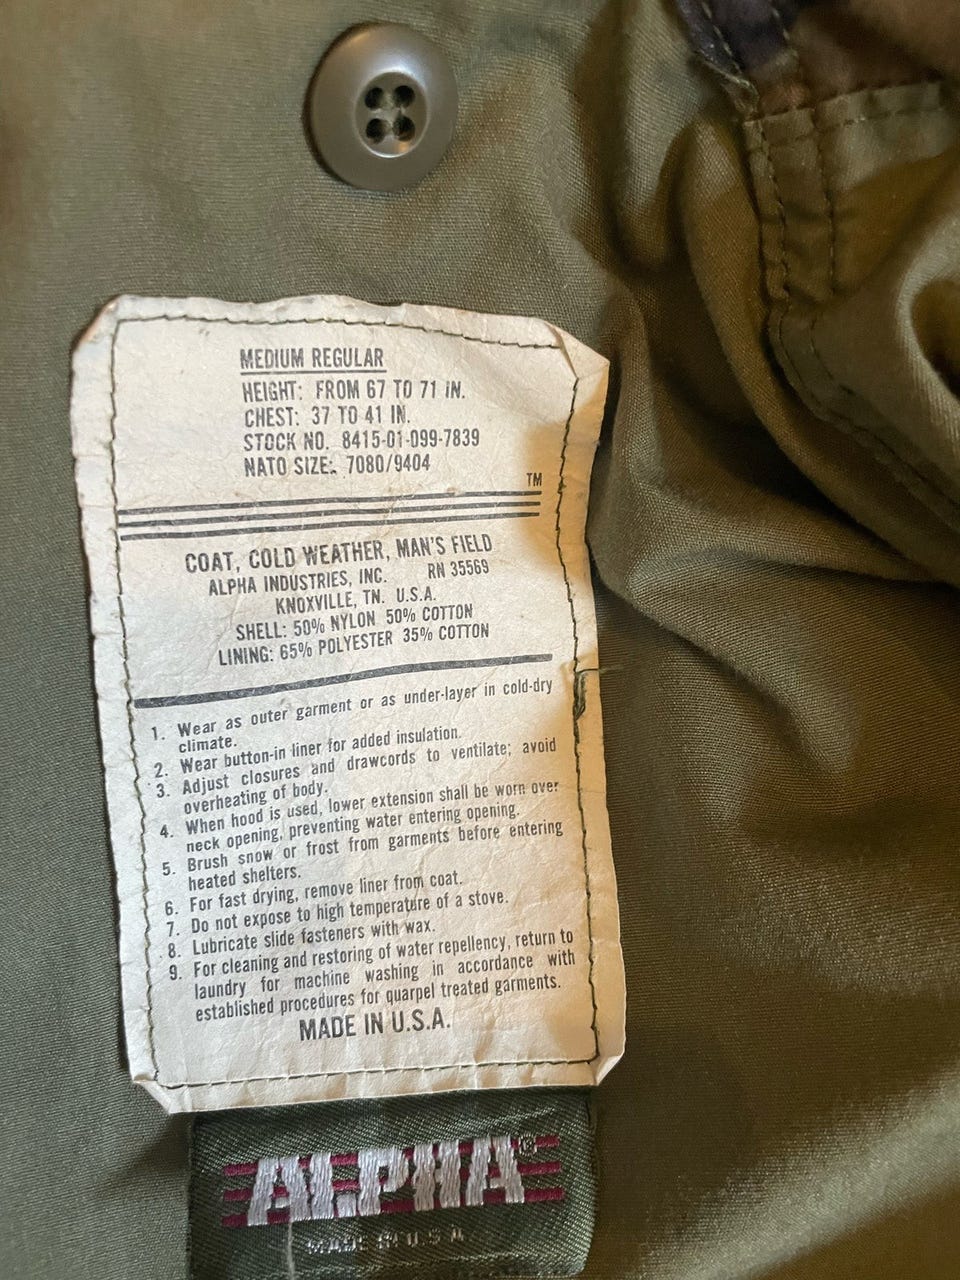 MEDIUM REGULAR
HEIGHT: FROM 67 TO 71 IN.
CHEST: 37 TO 41 IN.
STOCK NO. 8415-01-099-7839
NATO SIZE: 7080/9404
TM
COAT, COLD WEATHER, MAN'S FIELD
ALPHA INDUSTRIES, INC. RN 35569
KNOXVILLE, TN. U.S.A.
SHELL: 50% NYLON 50% COTTON
LINING: 65% POLYESTER 35% COTTON
1. Wear as outer garment or as under-layer in cold-dry
climate.
2. Wear button-in liner for added insulation.
3. Adjust closures and drawcords to ventilate; avoid
overheating of body.
4. When hood is used, lower extension shall be worn over
neck opening, preventing water entering opening.
5. Brush snow or frost from garments before entering
heated shelters.
6. For fast drying, remove liner from coat.
7. Do not expose to high temperature of a stove.
8. Lubricate slide fasteners with wax.
9. For cleaning and restoring of water repellency, return to
laundry for machine washing in accordance with
established procedures for quarpel treated garments.
MADE IN U.S.A.
ALPHA®
MADE IN U.S.A